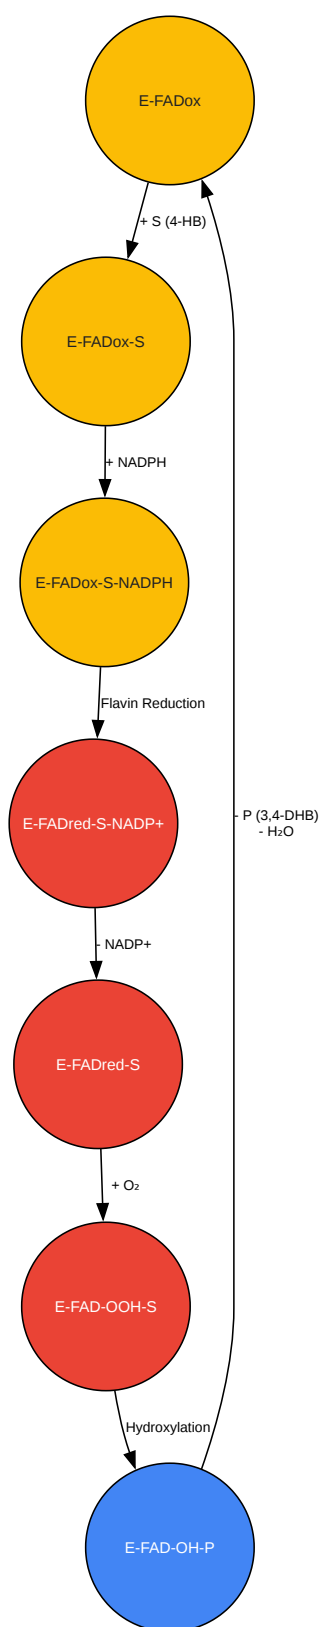 E-FADox
+ S (4-HB)
E-FADox-S
+ NADPH
E-FADox-S-NADPH
Flavin Reduction
E-FADred-S-NADP+
- P (3,4-DHB)
- H₂O
- NADP+
E-FADred-S
+ O₂
E-FAD-OOH-S
Hydroxylation
E-FAD-OH-P